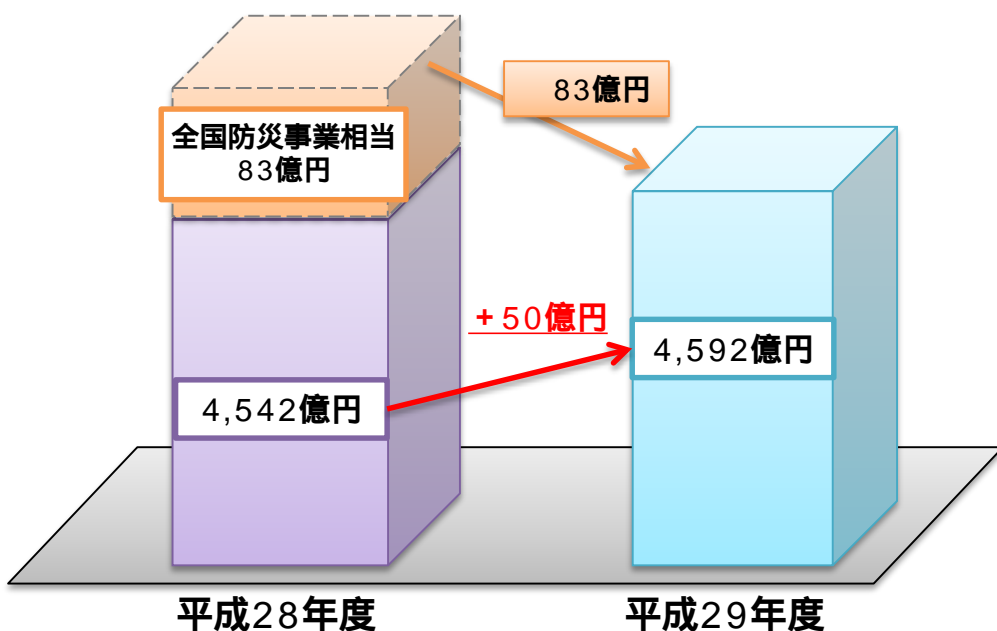 83億円
全国防災事業相当
83億円
+50億円
4,592億円
4,542億円
平成28年度
平成29年度